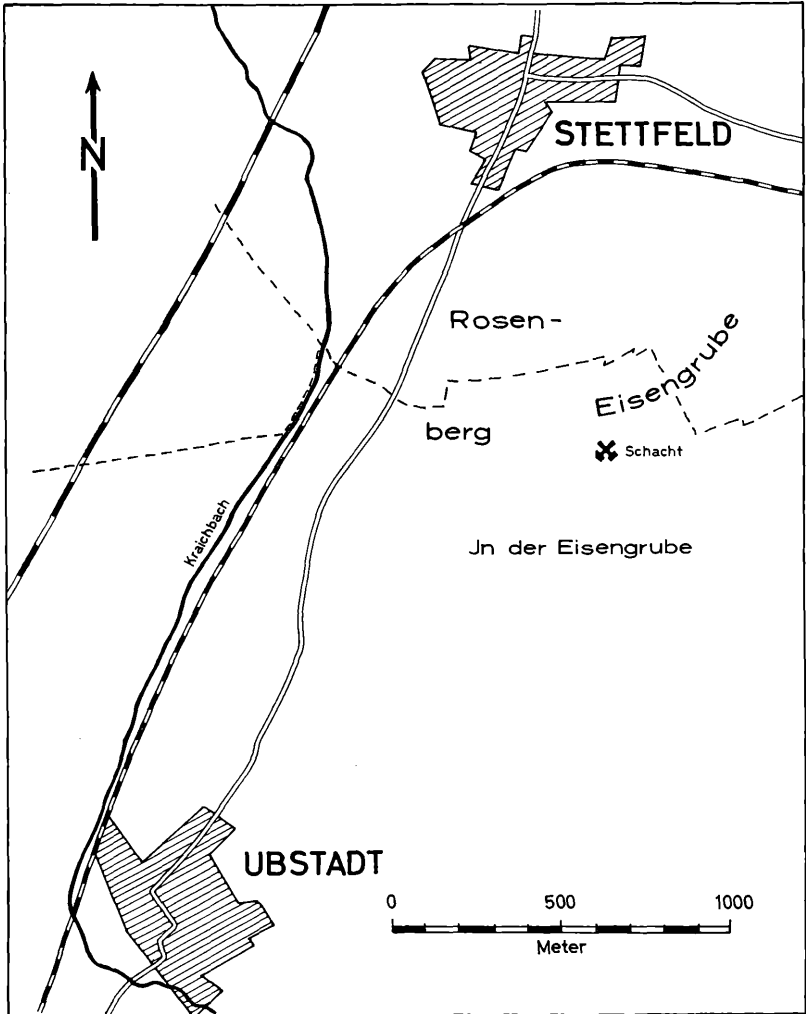 N
STETTFELD
Rosen-
Eisengrube
berg
Schacht
Kraichbach
Jn der Eisengrube
UBSTADT
0 500 1000
Meter